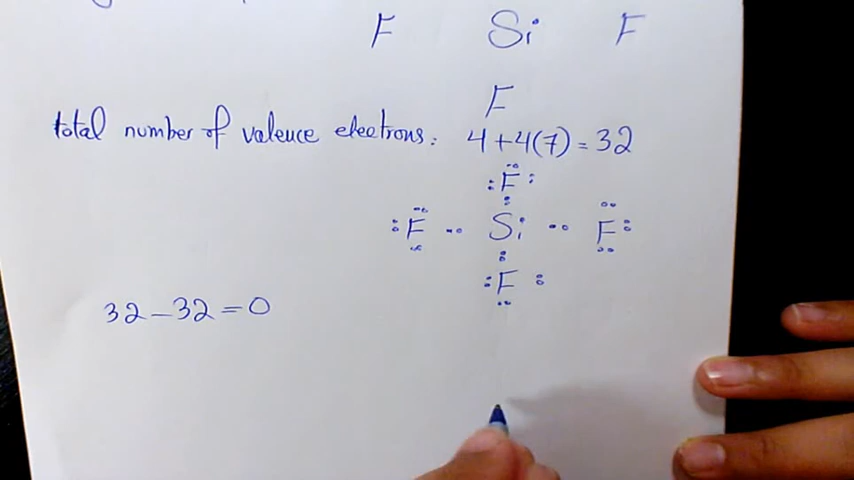 F Si F
F
total number of valence electrons: 4+4(7)=32
F
F Si F
F
32-32=0